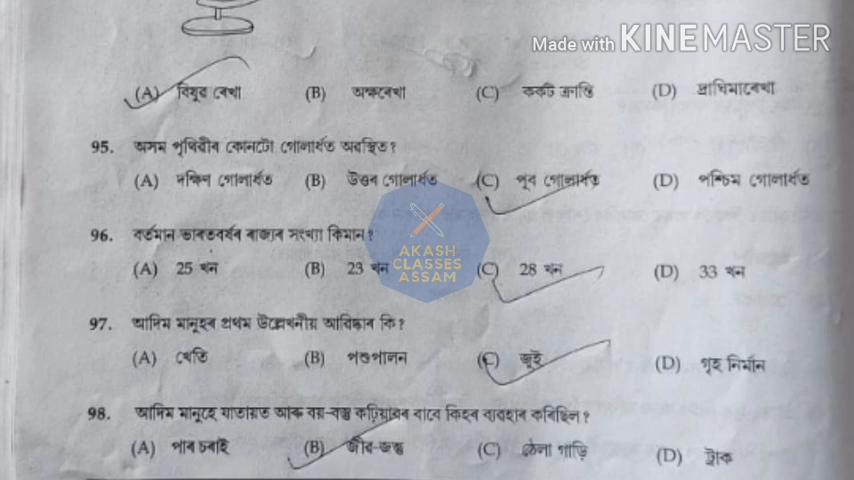 Made with KINEMASTER
(A) বিষুৱ ৰেখা (B) অক্ষৰেখা (C) কৰ্কট ক্ৰান্তি (D) দ্ৰাঘিমাৰেখা
95. অসম পৃথিৱীৰ কোনটো গোলাৰ্ধত অৱস্থিত?
(A) দক্ষিণ গোলাৰ্ধত (B) উত্তৰ গোলাৰ্ধত (C) পূব গোলাৰ্ধত (D) পশ্চিম গোলাৰ্ধত
96. বৰ্তমান ভাৰতবৰ্ষৰ ৰাজ্যৰ সংখ্যা কিমান?
(A) 25 খন (B) 23 খন (C) 28 খন (D) 33 খন
AKASH
CLASSES
ASSAM
97. আদিম মানুহৰ প্ৰথম উল্লেখনীয় আৱিষ্কাৰ কি?
(A) খেতি (B) পশুপালন (C) জুই (D) গৃহ নিৰ্মান
98. আদিম মানুহে যাতায়ত আৰু বয়-বস্তু কঢ়িয়াবৰ বাবে কিহৰ ব্যৱহাৰ কৰিছিল?
(A) পাৰ চৰাই (B) জীৱ-জন্তু (C) ঠেলা গাড়ি (D) ট্ৰাক